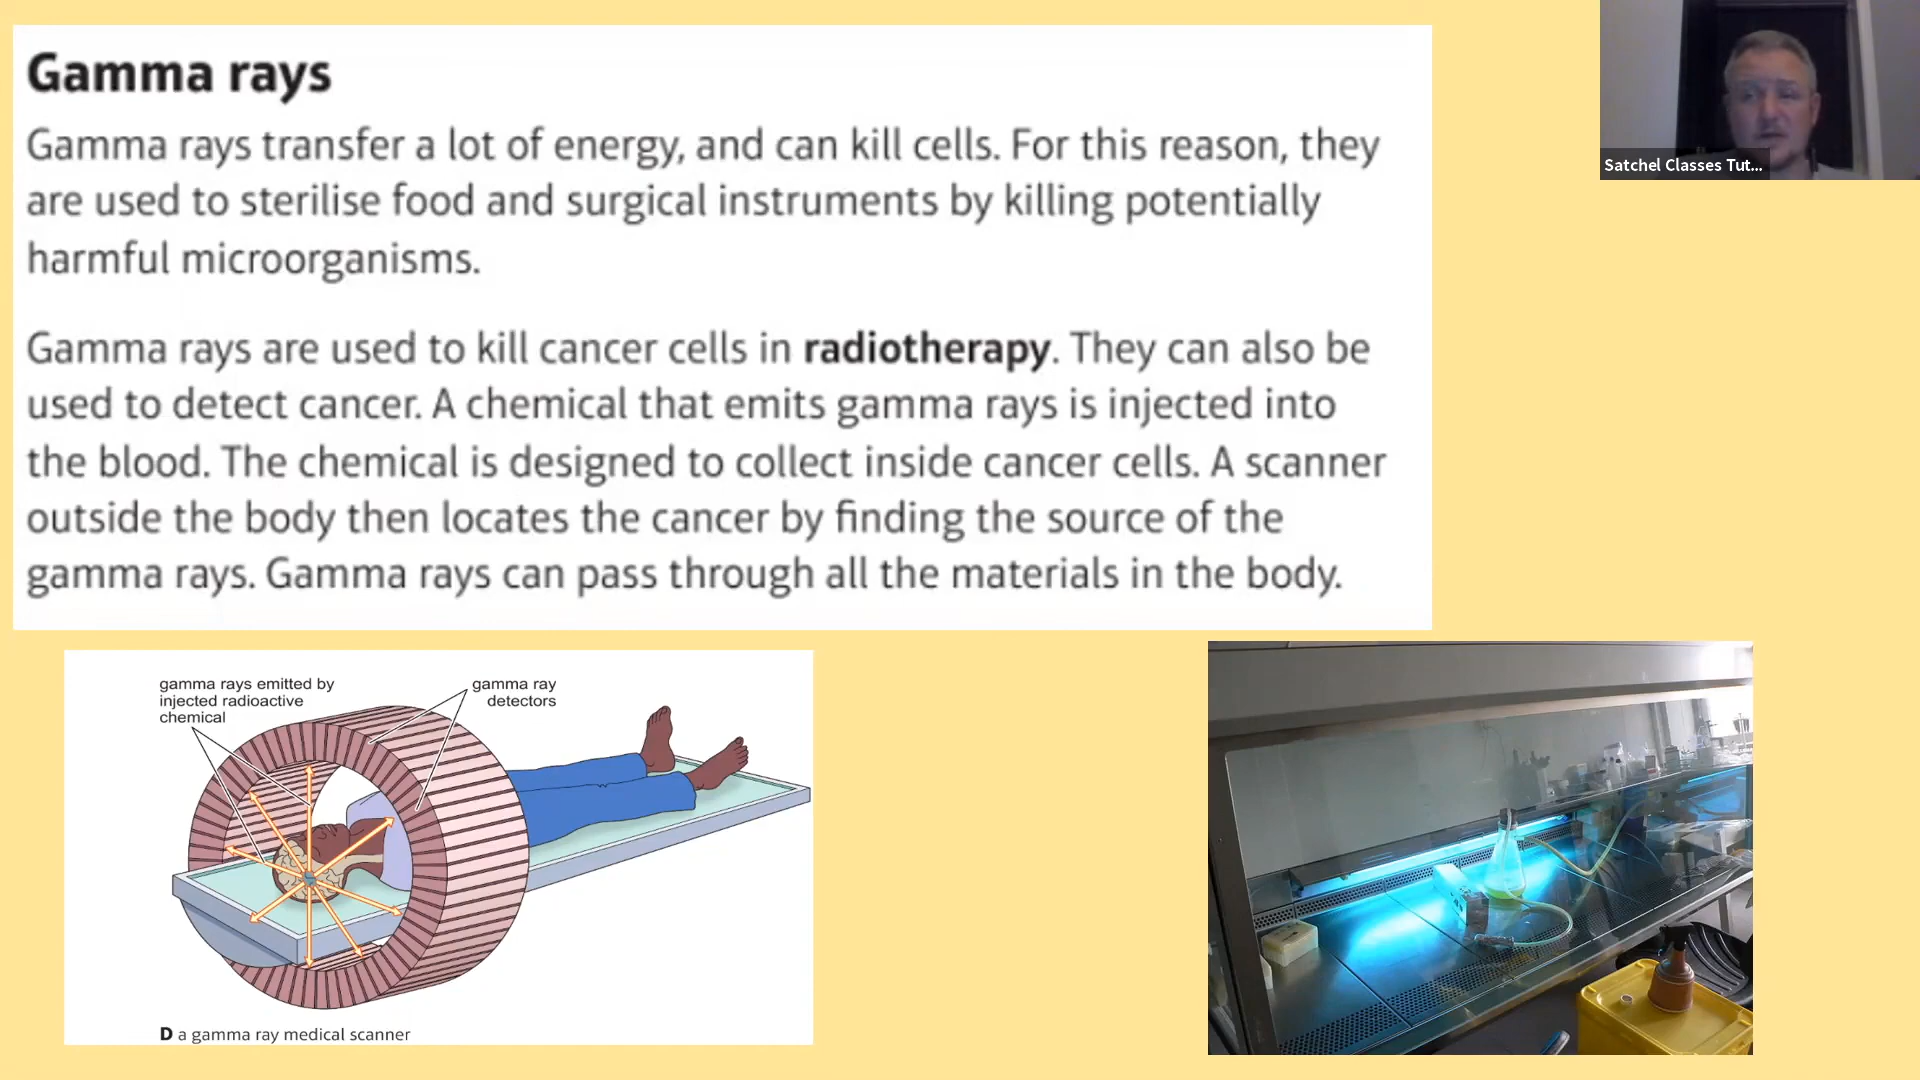 Gamma rays
Gamma rays transfer a lot of energy, and can kill cells. For this reason, they
are used to sterilise food and surgical instruments by killing potentially
harmful microorganisms.
Gamma rays are used to kill cancer cells in radiotherapy. They can also be
used to detect cancer. A chemical that emits gamma rays is injected into
the blood. The chemical is designed to collect inside cancer cells. A scanner
outside the body then locates the cancer by finding the source of the
gamma rays. Gamma rays can pass through all the materials in the body.
Satchel Classes Tut...
gamma rays emitted by
injected radioactive
chemical
gamma ray
detectors
D a gamma ray medical scanner